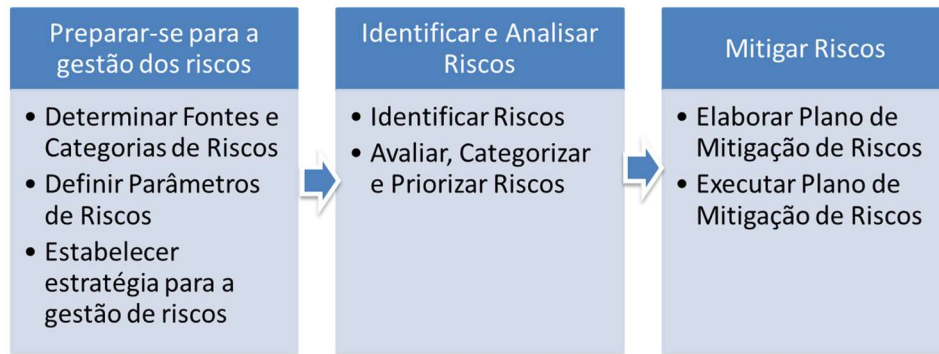 Preparar-se para a
gestão dos riscos
• Determinar Fontes e
Categorias de Riscos
• Definir Parâmetros
de Riscos
• Estabelecer
estratégia para a
gestão de riscos
Identificar e Analisar
Riscos
• Identificar Riscos
• Avaliar, Categorizar
e Priorizar Riscos
Mitigar Riscos
• Elaborar Plano de
Mitigação de Riscos
• Executar Plano de
Mitigação de Riscos